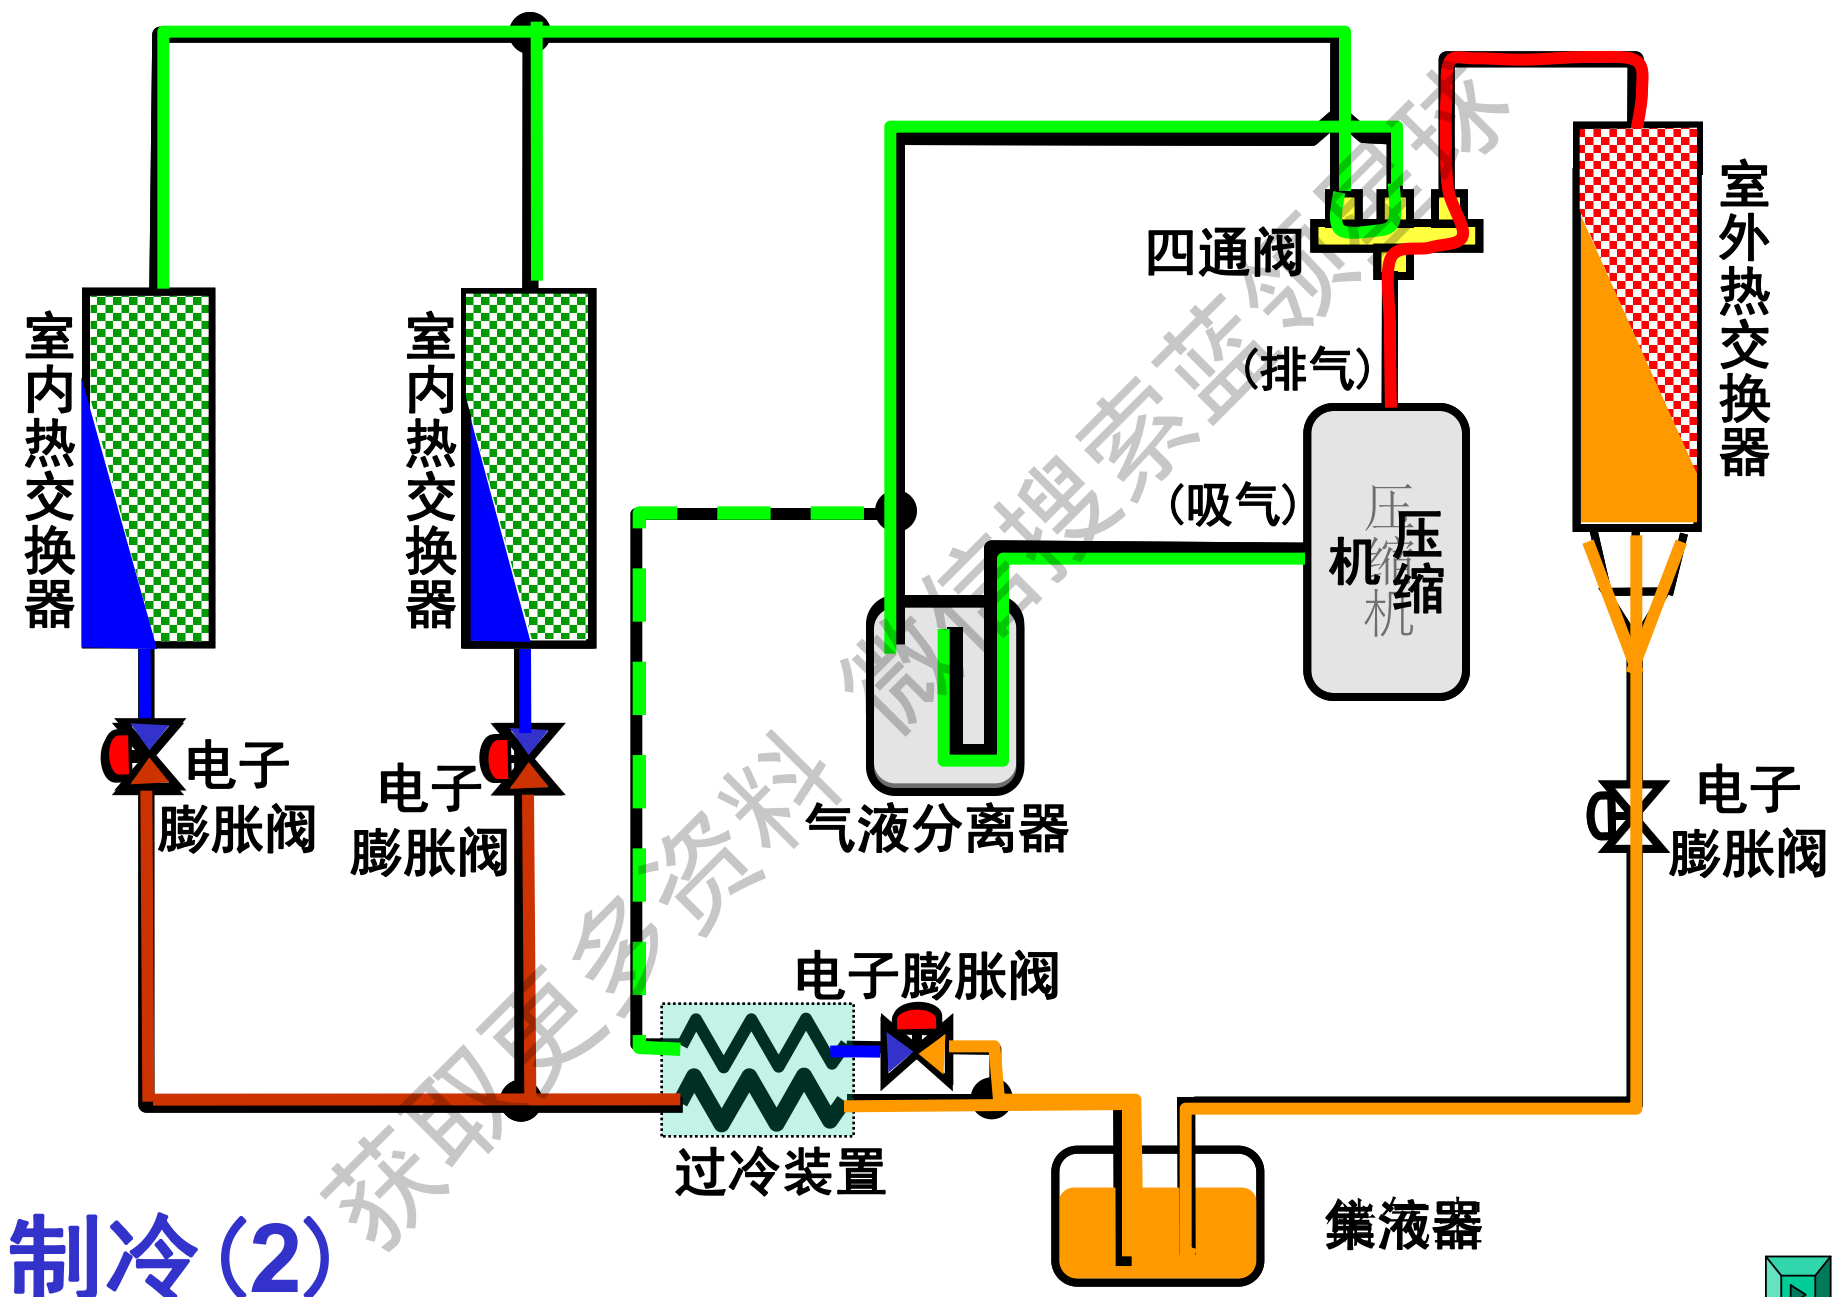 四通阀
室外热交换器
室内热交换器
室内热交换器
(排气)
(吸气)
压缩机
压缩机
电子
膨胀阀
电子
膨胀阀
气液分离器
电子
膨胀阀
电子膨胀阀
过冷装置
集液器
制冷(2)
获取更多资料 微信搜索蓝领星球